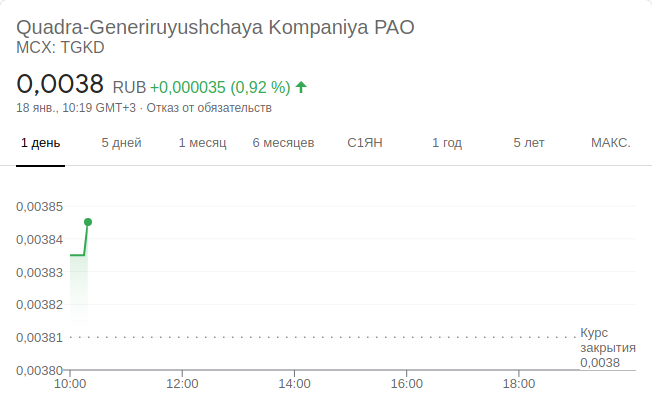 Quadra-Generiruyushchaya Kompaniya PAO
MCX: TGKD
0,0038 RUB +0,000035 (0,92 %)
18 янв., 10:19 GMT+3 · Отказ от обязательств
1 день 5 дней 1 месяц 6 месяцев С1ЯН 1 год 5 лет МАКС.
0,00385
0,00384
0,00383
0,00382
0,00381
0,00380
Курс
закрытия
0,0038
10:00 12:00 14:00 16:00 18:00